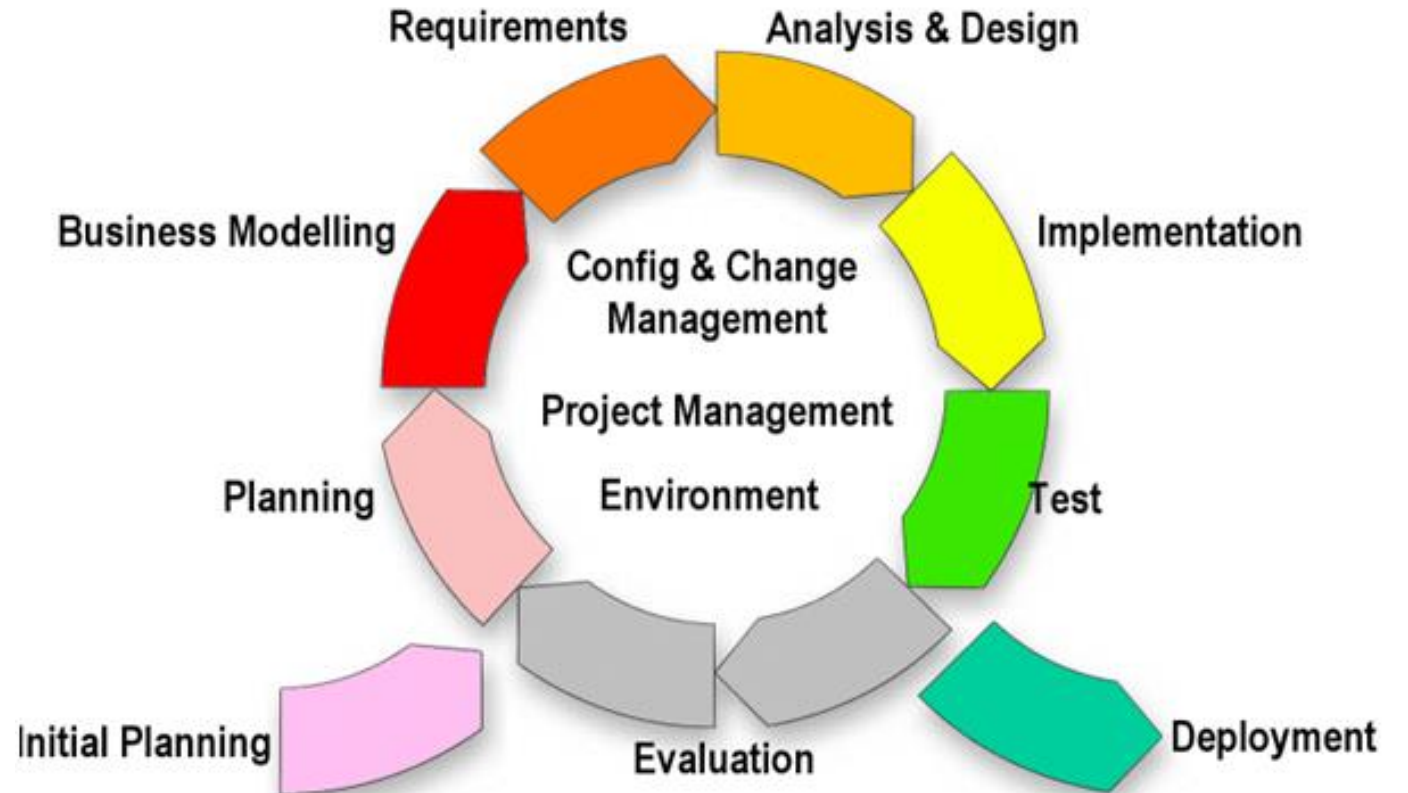 Requirements
Analysis & Design
Business Modelling
Implementation
Config & Change
Management
Project Management
Planning
Environment
Test
Initial Planning
Evaluation
Deployment